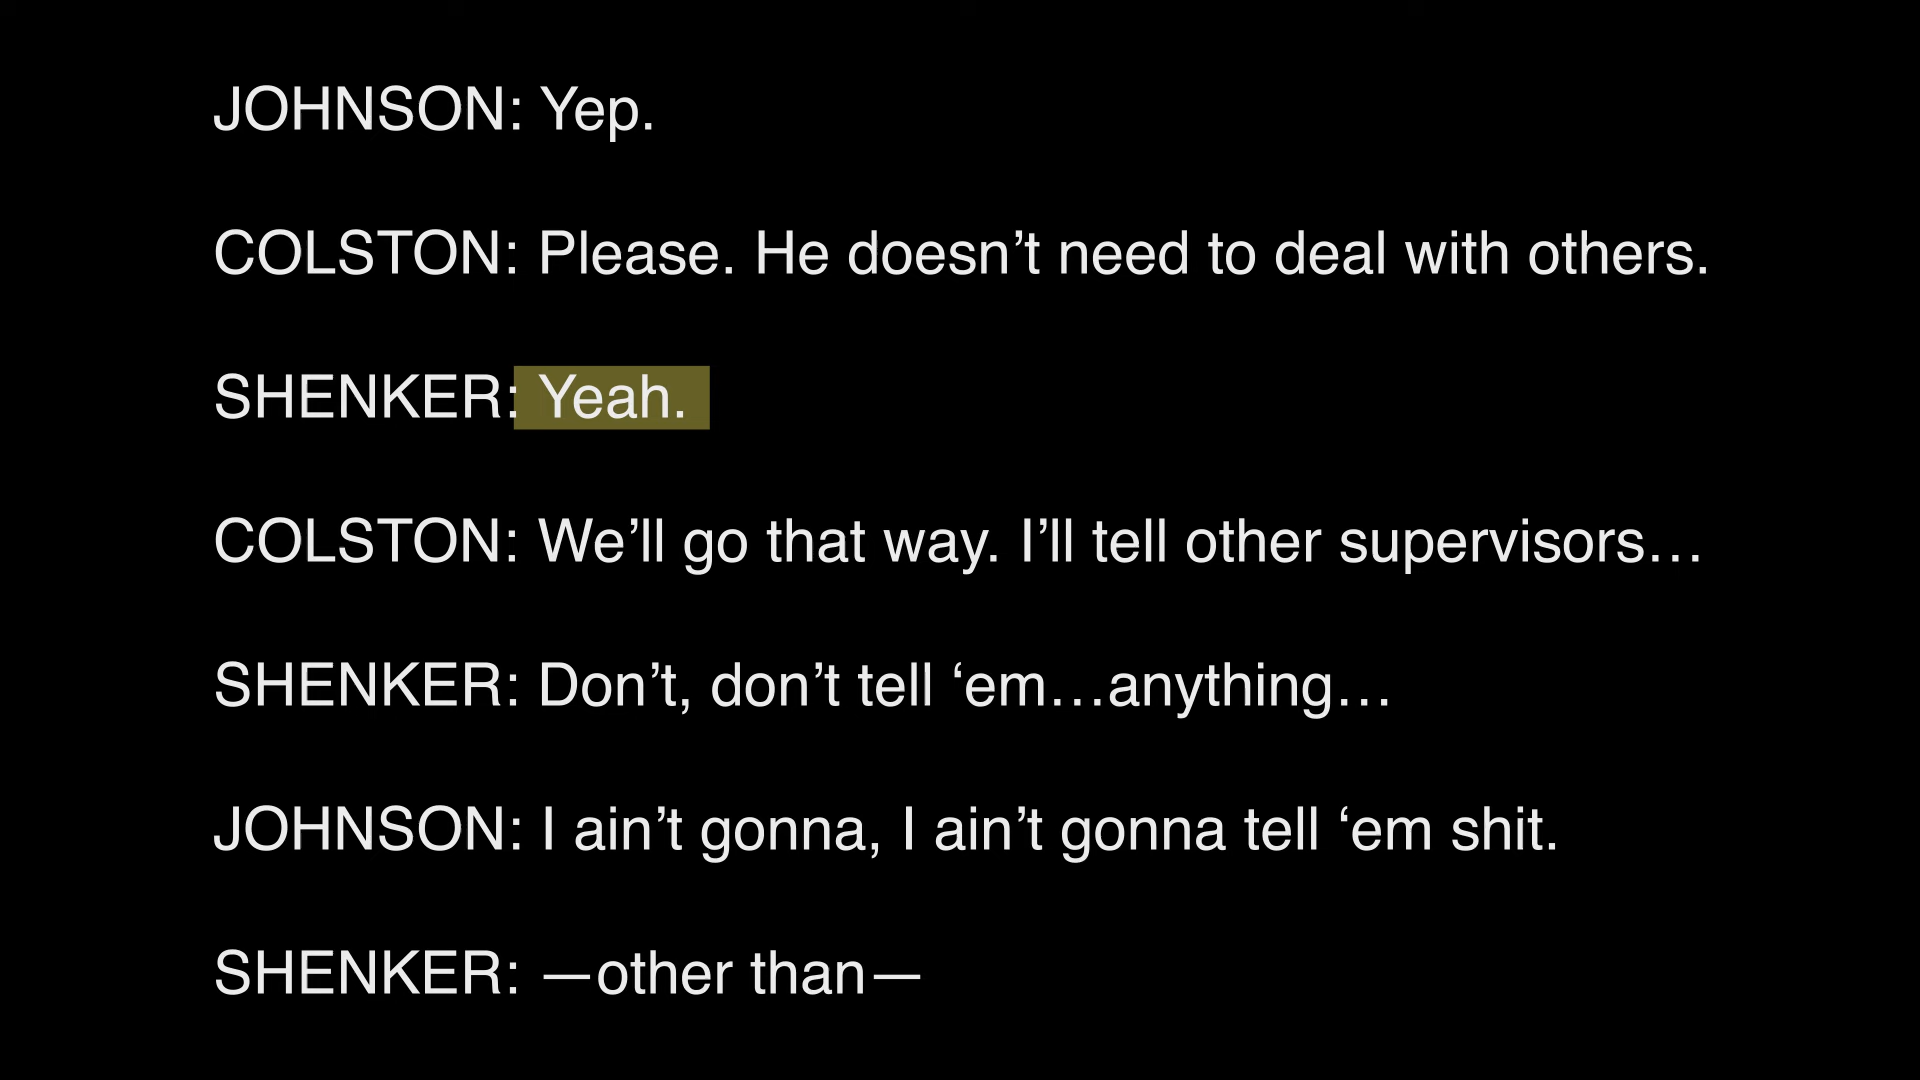 JOHNSON: Yep.
COLSTON: Please. He doesn’t need to deal with others.
SHENKER: Yeah.
COLSTON: We’ll go that way. I’ll tell other supervisors…
SHENKER: Don’t, don’t tell ‘em…anything…
JOHNSON: I ain’t gonna, I ain’t gonna tell ‘em shit.
SHENKER: —other than—